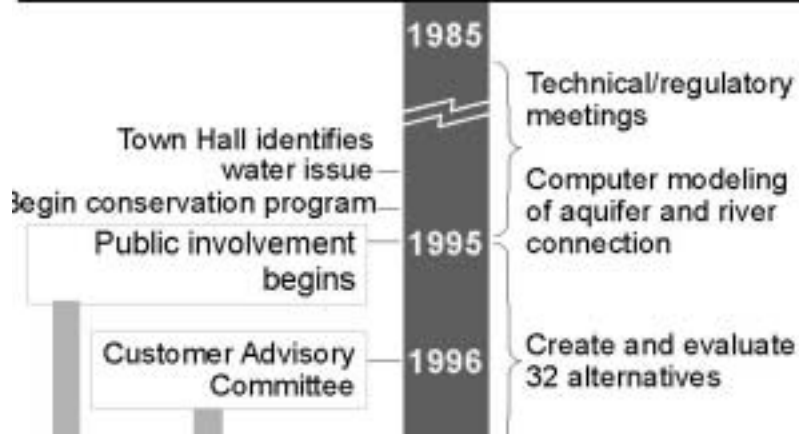 1985
Technical/regulatory
meetings
Town Hall identifies
water issue
Begin conservation program
Computer modeling
of aquifer and river
connection
Public involvement
begins
1995
Customer Advisory
Committee
1996
Create and evaluate
32 alternatives